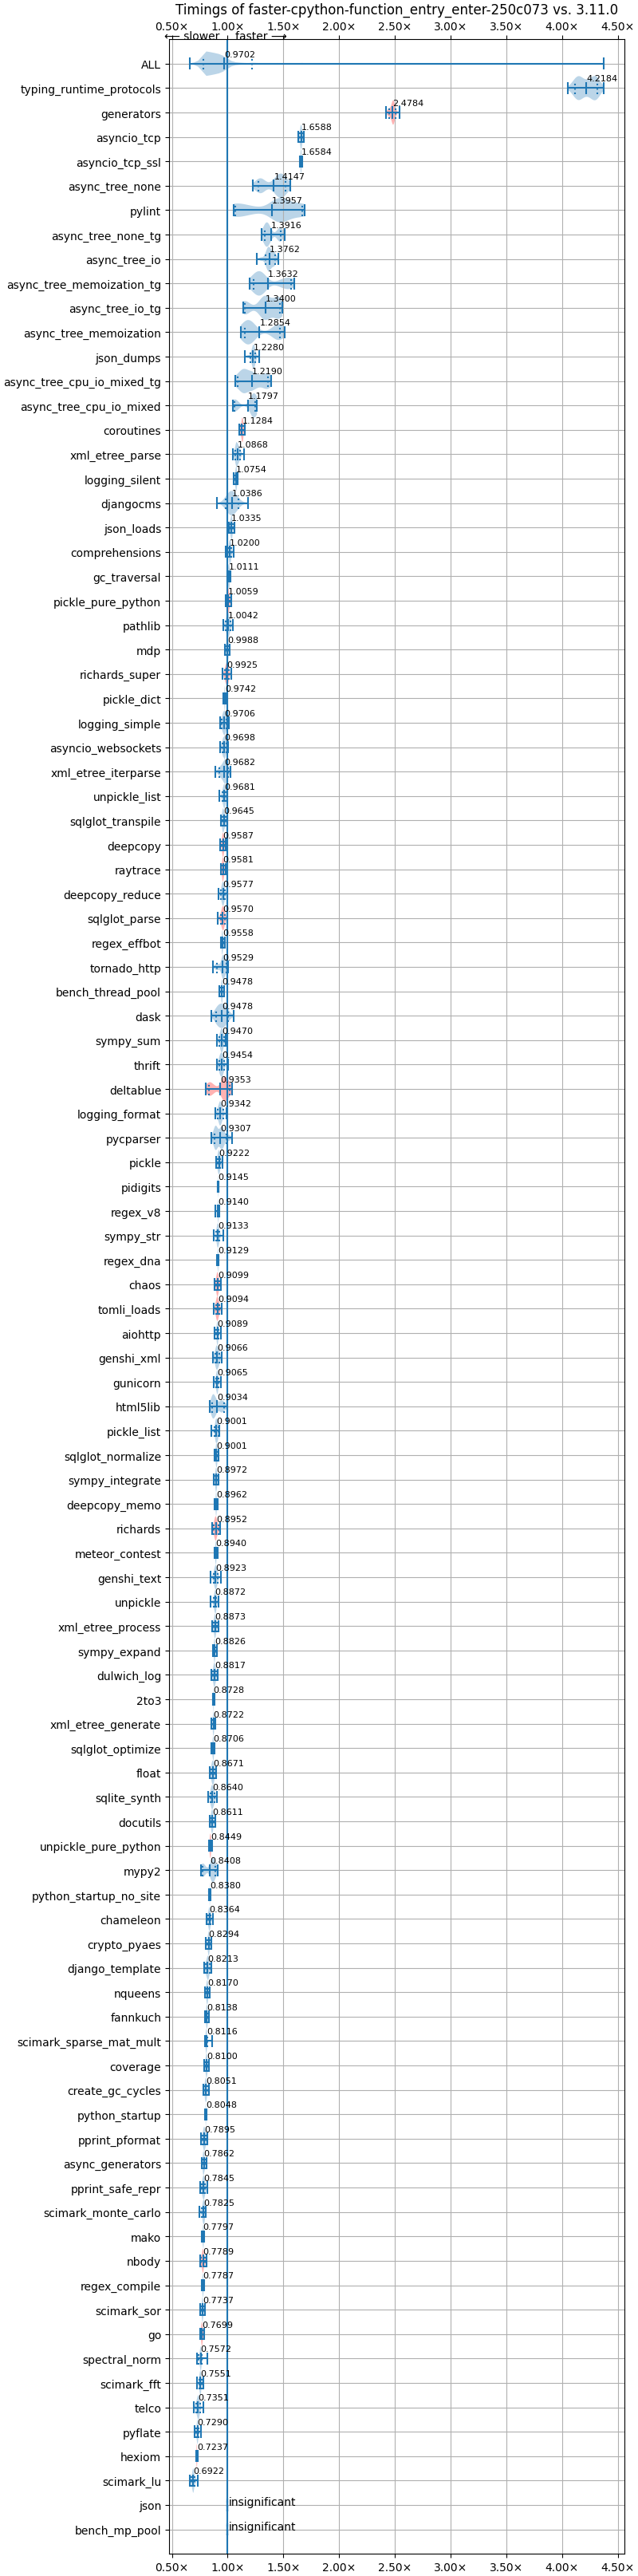 Timings of faster-cpython-function_entry_enter-250c073 vs. 3.11.0
0.50× 1.00× 1.50× 2.00× 2.50× 3.00× 3.50× 4.00× 4.50×
← slower faster →
ALL 0.9702
typing_runtime_protocols 4.2184
generators 2.4784
asyncio_tcp 1.6588
asyncio_tcp_ssl 1.6584
async_tree_none 1.4147
pylint 1.3957
async_tree_none_tg 1.3916
async_tree_io 1.3762
async_tree_memoization_tg 1.3632
async_tree_io_tg 1.3400
async_tree_memoization 1.2854
json_dumps 1.2280
async_tree_cpu_io_mixed_tg 1.2190
async_tree_cpu_io_mixed 1.1797
coroutines 1.1284
xml_etree_parse 1.0868
logging_silent 1.0754
djangocms 1.0386
json_loads 1.0335
comprehensions 1.0200
gc_traversal 1.0111
pickle_pure_python 1.0059
pathlib 1.0042
mdp 0.9988
richards_super 0.9925
pickle_dict 0.9742
logging_simple 0.9706
asyncio_websockets 0.9698
xml_etree_iterparse 0.9682
unpickle_list 0.9681
sqlglot_transpile 0.9645
deepcopy 0.9587
raytrace 0.9581
deepcopy_reduce 0.9577
sqlglot_parse 0.9570
regex_effbot 0.9558
tornado_http 0.9529
bench_thread_pool 0.9478
dask 0.9478
sympy_sum 0.9470
thrift 0.9454
deltablue 0.9353
logging_format 0.9342
pycparser 0.9307
pickle 0.9222
pidigits 0.9145
regex_v8 0.9140
sympy_str 0.9133
regex_dna 0.9129
chaos 0.9099
tomli_loads 0.9094
aiohttp 0.9089
genshi_xml 0.9066
gunicorn 0.9065
html5lib 0.9034
pickle_list 0.9001
sqlglot_normalize 0.9001
sympy_integrate 0.8972
deepcopy_memo 0.8962
richards 0.8952
meteor_contest 0.8940
genshi_text 0.8923
unpickle 0.8872
xml_etree_process 0.8873
sympy_expand 0.8826
dulwich_log 0.8817
2to3 0.8728
xml_etree_generate 0.8722
sqlglot_optimize 0.8706
float 0.8671
sqlite_synth 0.8640
docutils 0.8611
unpickle_pure_python 0.8449
mypy2 0.8408
python_startup_no_site 0.8380
chameleon 0.8364
crypto_pyaes 0.8294
django_template 0.8213
nqueens 0.8170
fannkuch 0.8138
scimark_sparse_mat_mult 0.8116
coverage 0.8100
create_gc_cycles 0.8051
python_startup 0.8048
pprint_pformat 0.7895
async_generators 0.7862
pprint_safe_repr 0.7845
scimark_monte_carlo 0.7825
mako 0.7797
nbody 0.7789
regex_compile 0.7787
scimark_sor 0.7737
go 0.7699
spectral_norm 0.7572
scimark_fft 0.7551
telco 0.7351
pyflate 0.7290
hexiom 0.7237
scimark_lu 0.6922
json insignificant
bench_mp_pool insignificant
0.50× 1.00× 1.50× 2.00× 2.50× 3.00× 3.50× 4.00× 4.50×